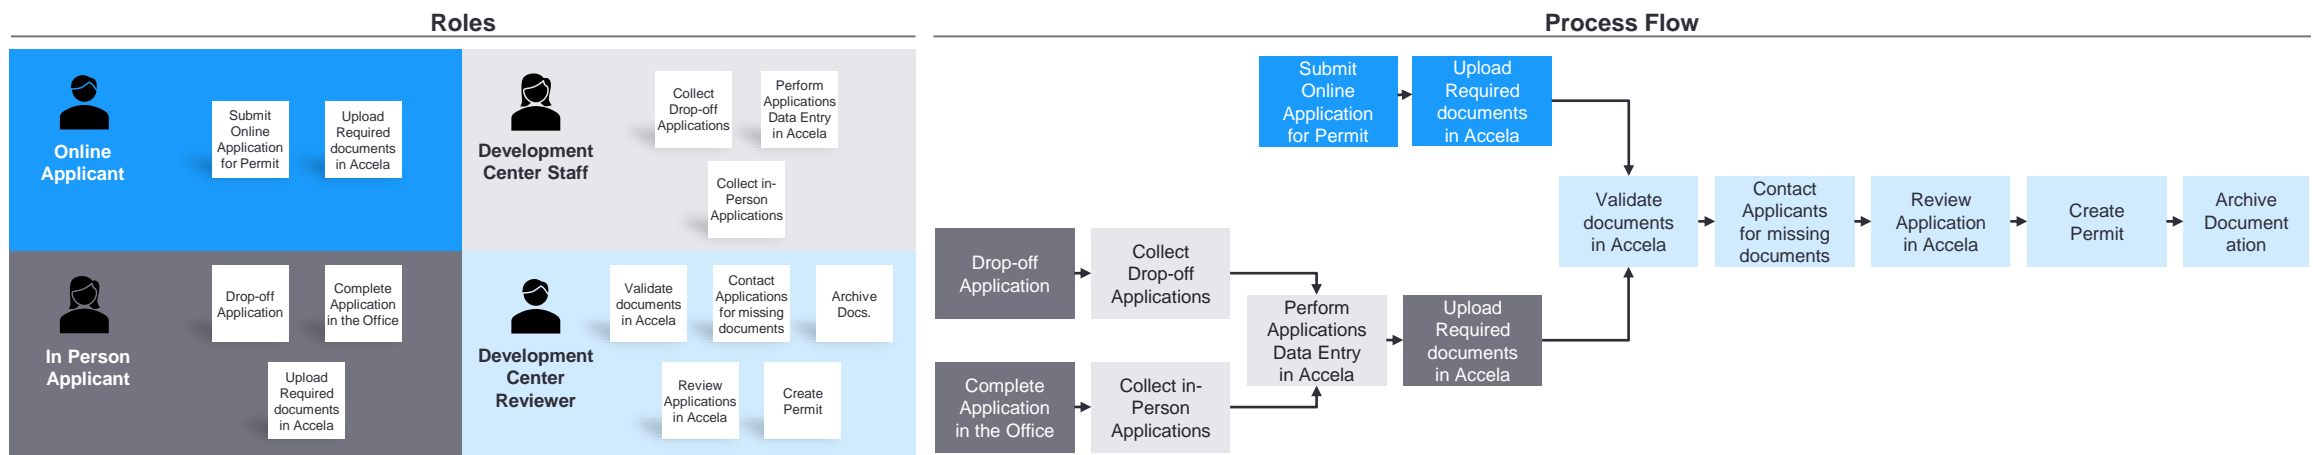 Roles
Online
Applicant
Submit
Online
Application
for Permit
Upload
Required
documents
in Accela
Development
Center Staff
Collect
Drop-off
Applications
Perform
Applications
Data Entry
in Accela
Collect in-
Person
Applications
In Person
Applicant
Drop-off
Application
Complete
Application
in the Office
Upload
Required
documents
in Accela
Development
Center
Reviewer
Validate
documents
in Accela
Contact
Applications
for missing
documents
Archive
Docs.
Review
Applications
in Accela
Create
Permit
Process Flow
Submit
Online
Application
for Permit
Upload
Required
documents
in Accela
Validate
documents
in Accela
Contact
Applicants
for missing
documents
Review
Application
in Accela
Create
Permit
Archive
Document
ation
Drop-off
Application
Collect
Drop-off
Applications
Perform
Applications
Data Entry
in Accela
Upload
Required
documents
in Accela
Complete
Application
in the Office
Collect in-
Person
Applications